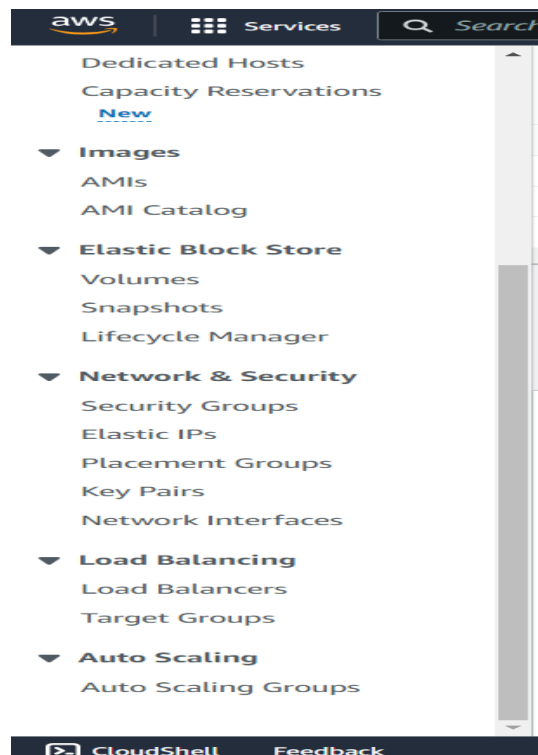 aws
Services
Search
Dedicated Hosts
Capacity Reservations
New
Images
AMIs
AMI Catalog
Elastic Block Store
Volumes
Snapshots
Lifecycle Manager
Network & Security
Security Groups
Elastic IPs
Placement Groups
Key Pairs
Network Interfaces
Load Balancing
Load Balancers
Target Groups
Auto Scaling
Auto Scaling Groups
CloudShell
Feedback